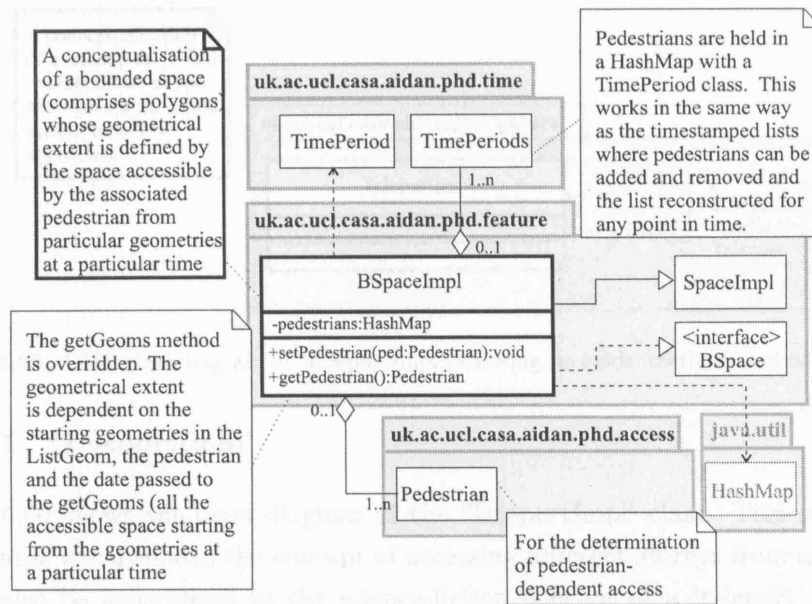 A conceptualisation
of a bounded space
(comprises polygons)
whose geometrical
extent is defined by
the space accessible
by the associated
pedestrian from
particular geometries
at a particular time
uk.ac.ucl.casa.aidan.phd.time
TimePeriod
TimePeriods
Pedestrians are held in
a HashMap with a
TimePeriod class. This
works in the same way
as the timestamped lists
where pedestrians can be
added and removed and
the list reconstructed for
any point in time.
1..n
uk.ac.ucl.casa.aidan.phd.feature
0..1
BSpaceImpl
-pedestrians:HashMap
+setPedestrian(ped:Pedestrian):void
+getPedestrian():Pedestrian
SpaceImpl
<interface>
BSpace
The getGeoms method
is overridden. The
geometrical extent
is dependent on the
starting geometries in the
ListGeom, the pedestrian
and the date passed to
the getGeoms (all the
accessible space starting
from the geometries at
a particular time
0..1
uk.ac.ucl.casa.aidan.phd.access
java.util
1..n
Pedestrian
HashMap
For the determination
of pedestrian-
dependent access